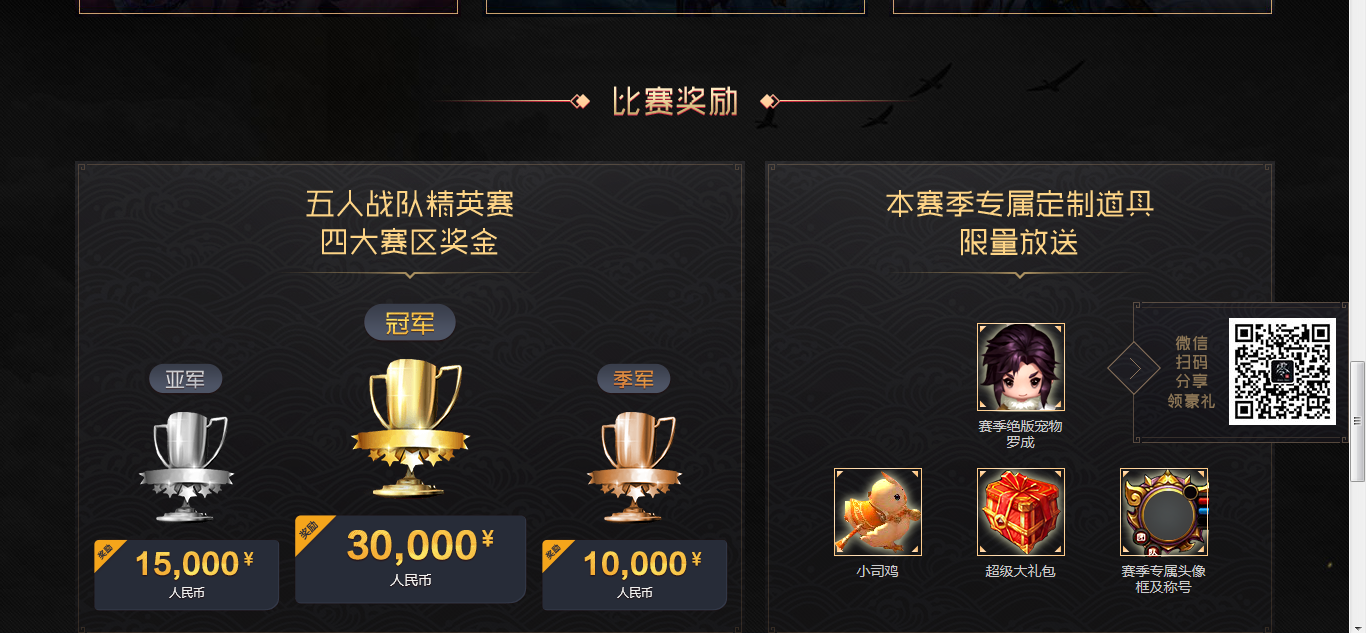 比赛奖励
五人战队精英赛
四大赛区奖金
冠军
亚军
季军
奖励
30,000¥
人民币
奖励
15,000¥
人民币
奖励
10,000¥
人民币
本赛季专属定制道具
限量放送
赛季绝版宠物
罗成
小司鸡
超级大礼包
赛季专属头像
框及称号
微信
扫码
分享
领豪礼